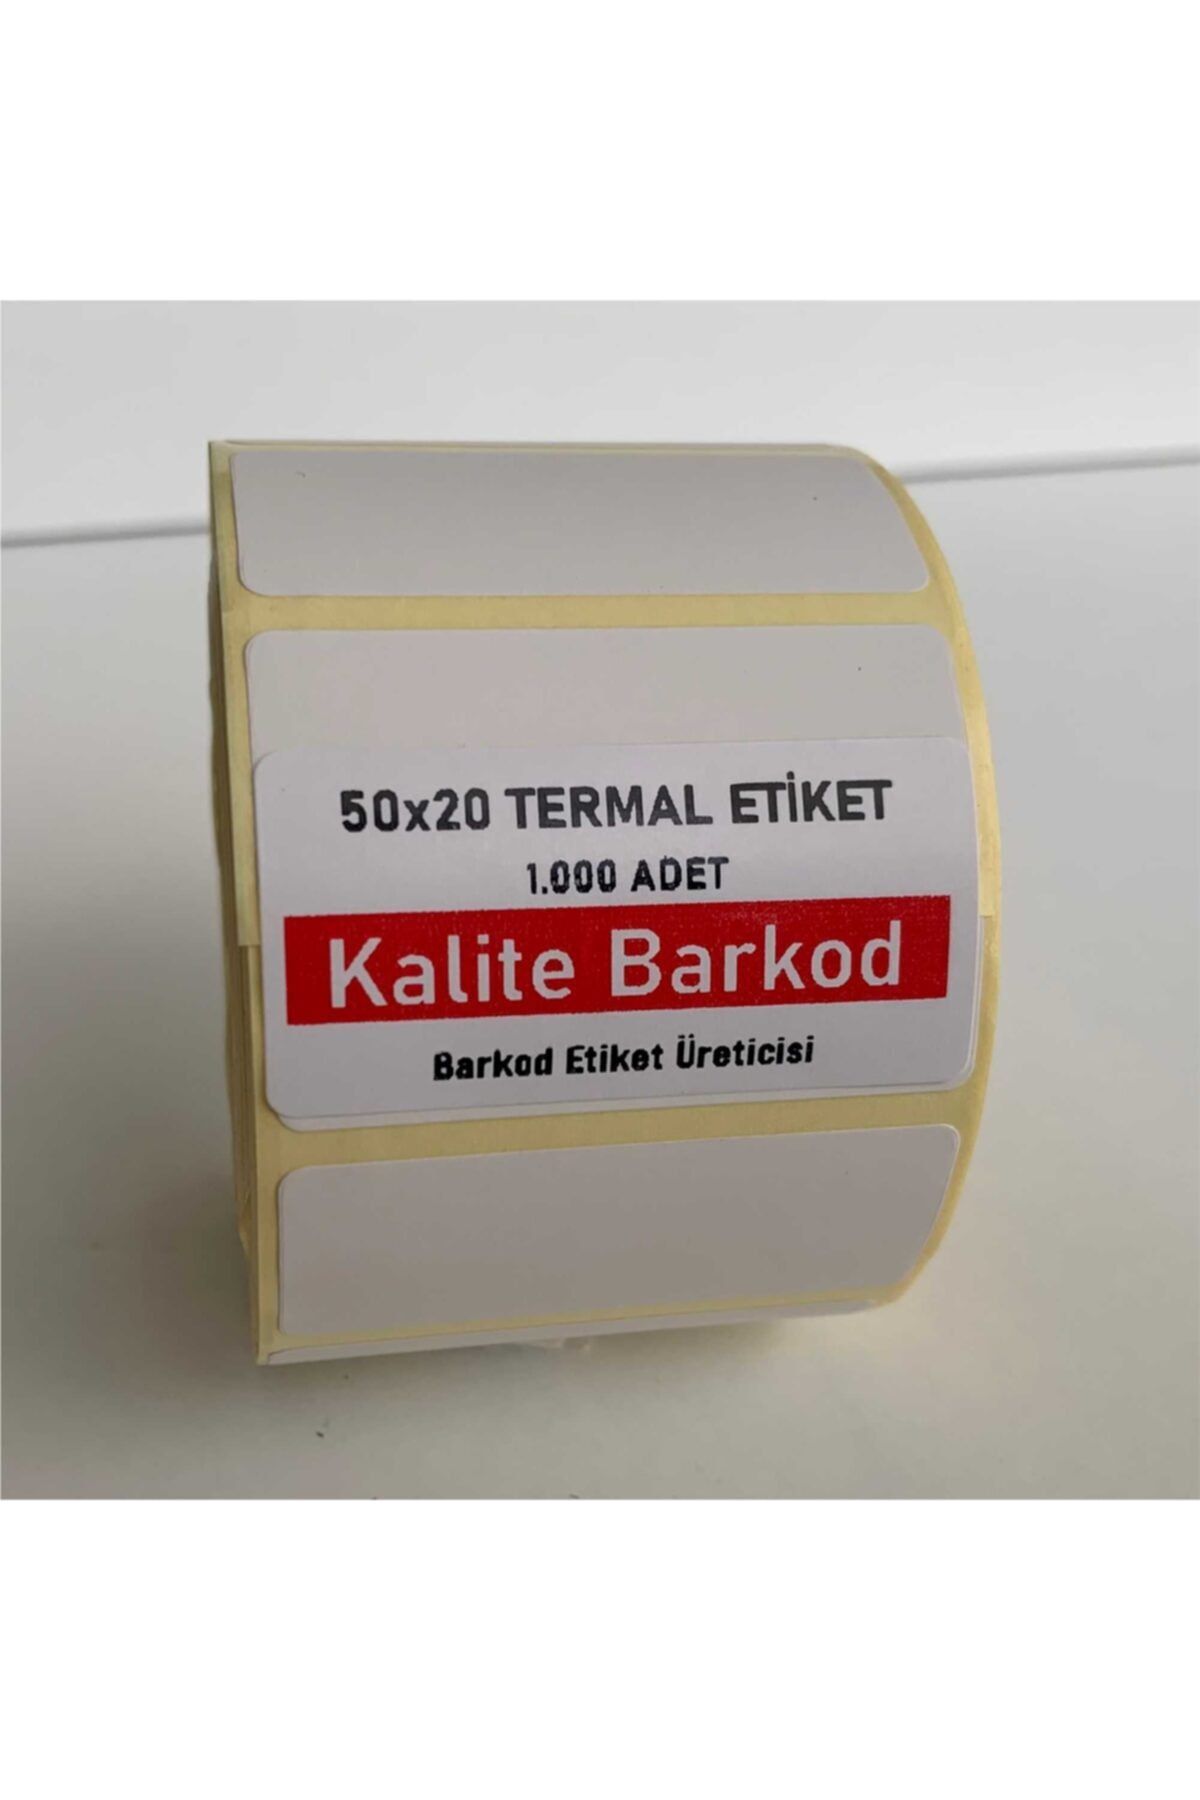 50x20 TERMAL ETİKET
1.000 ADET
Kalite Barkod
Barkod Etiket Üreticisi